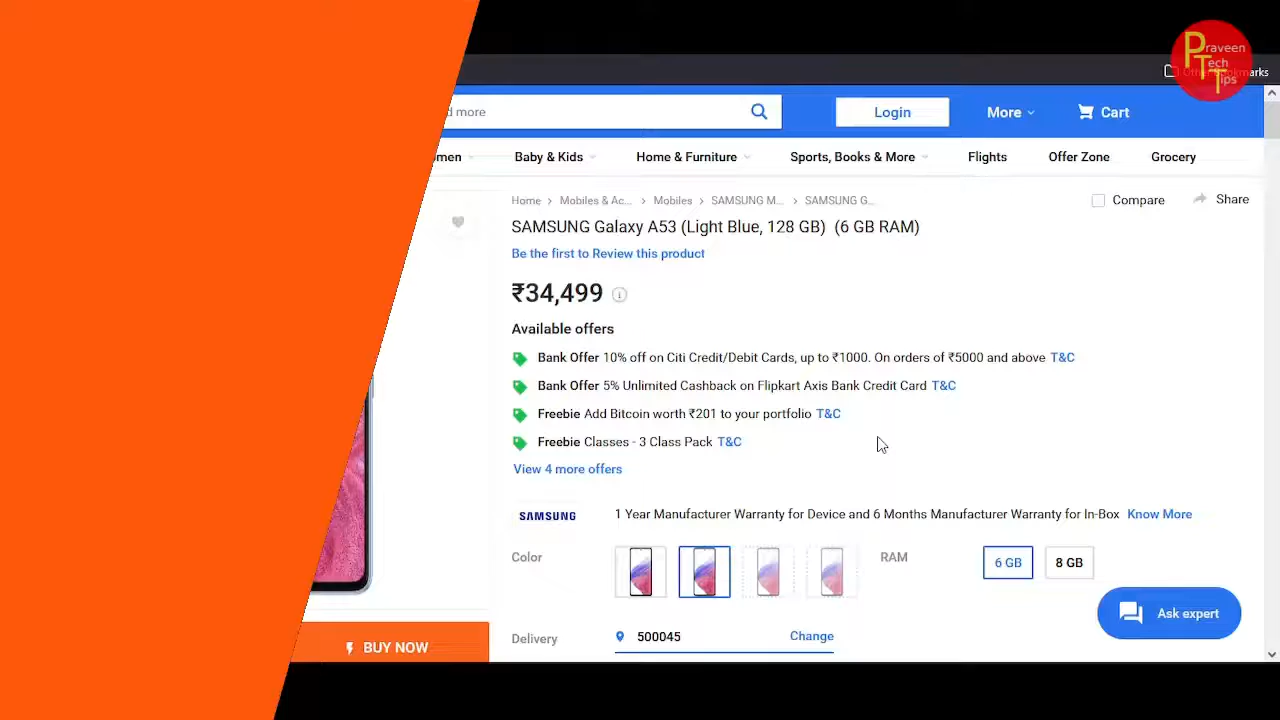 Praveen
Tech
Tips
Other Bookmarks
d more
Login
More
Cart
men
Baby & Kids
Home & Furniture
Sports, Books & More
Flights
Offer Zone
Grocery
Home > Mobiles & Ac... > Mobiles > SAMSUNG M... > SAMSUNG G...
Compare
Share
SAMSUNG Galaxy A53 (Light Blue, 128 GB) (6 GB RAM)
Be the first to Review this product
₹34,499
Available offers
Bank Offer 10% off on Citi Credit/Debit Cards, up to ₹1000. On orders of ₹5000 and above T&C
Bank Offer 5% Unlimited Cashback on Flipkart Axis Bank Credit Card T&C
Freebie Add Bitcoin worth ₹201 to your portfolio T&C
Freebie Classes - 3 Class Pack T&C
View 4 more offers
SAMSUNG
1 Year Manufacturer Warranty for Device and 6 Months Manufacturer Warranty for In-Box Know More
Color
RAM
6 GB
8 GB
Ask expert
Delivery
500045
Change
BUY NOW